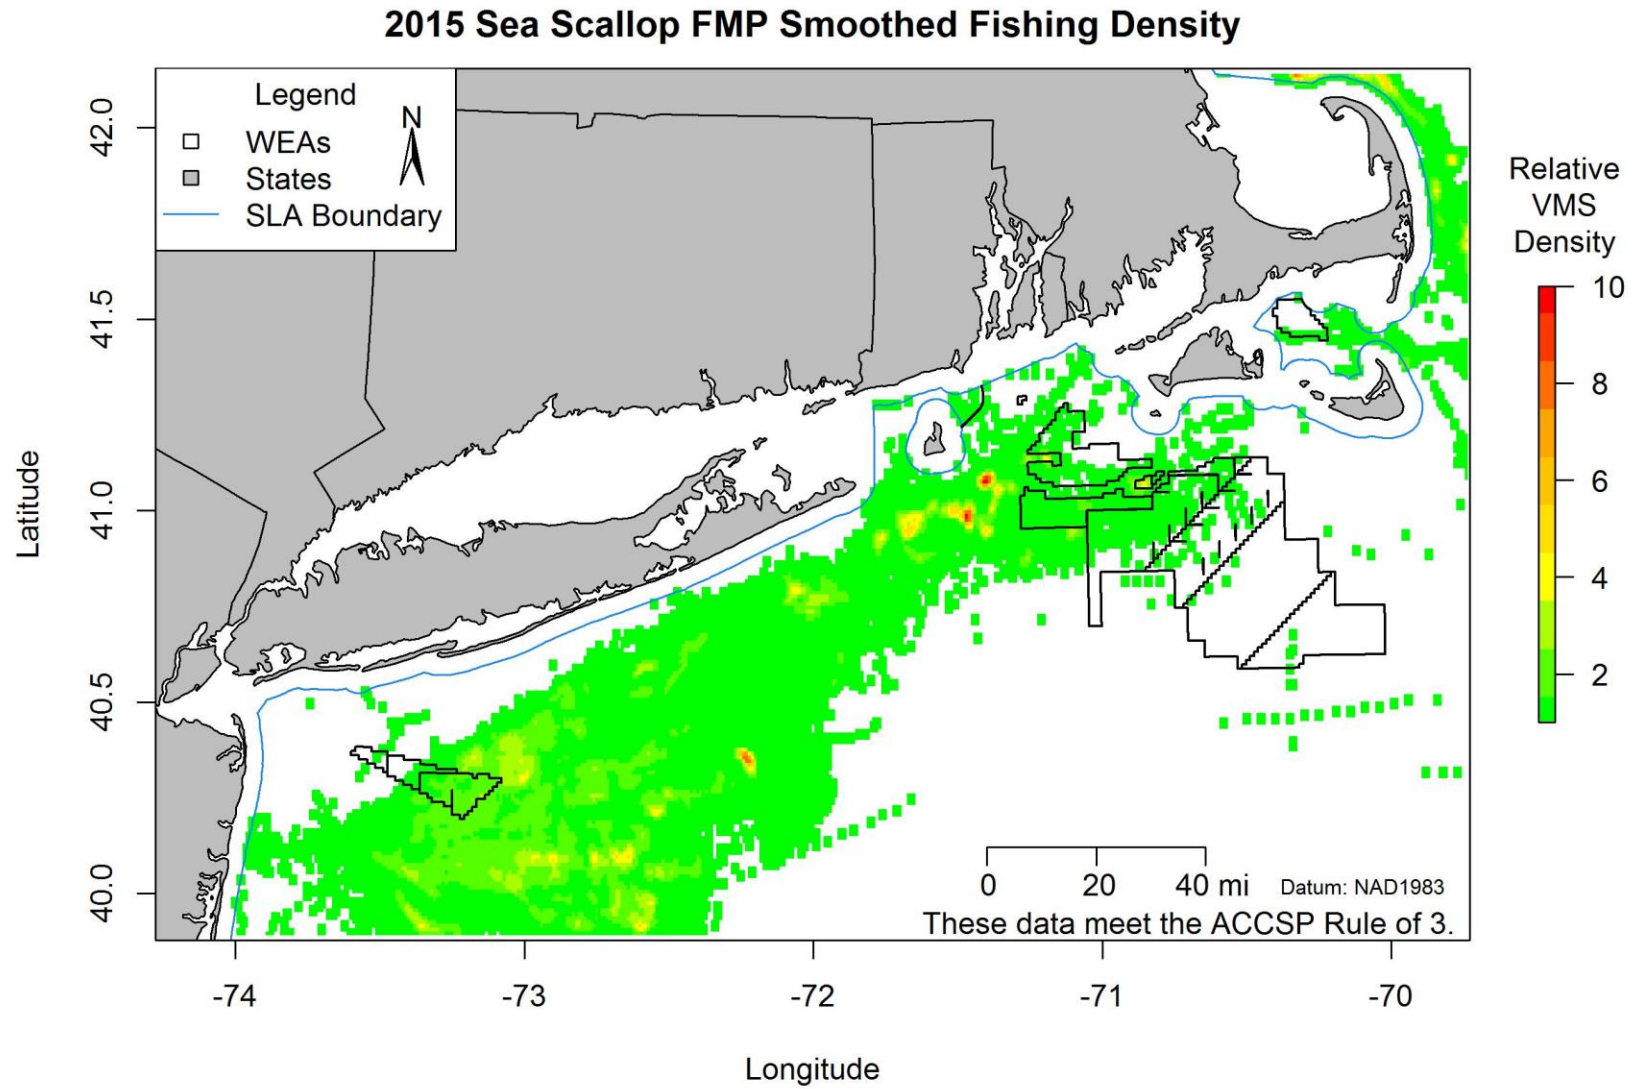 2015 Sea Scallop FMP Smoothed Fishing Density
Legend
N
WEAs
States
SLA Boundary
Relative
VMS
Density
10
8
6
4
2
Latitude
42.0
41.5
41.0
40.5
40.0
0 20 40 mi
Datum: NAD1983
These data meet the ACCSP Rule of 3.
-74 -73 -72 -71 -70
Longitude